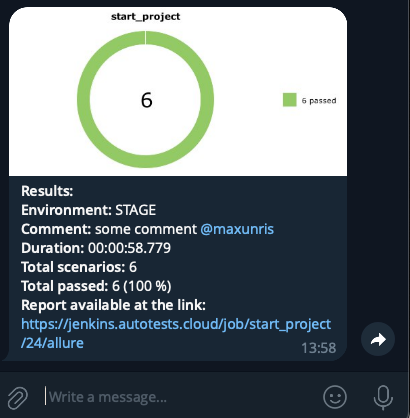 start_project
6
6 passed
Results:
Environment: STAGE
Comment: some comment @maxunris
Duration: 00:00:58.779
Total scenarios: 6
Total passed: 6 (100 %)
Report available at the link:
https://jenkins.autotests.cloud/job/start_project
/24/allure
13:58
Write a message...